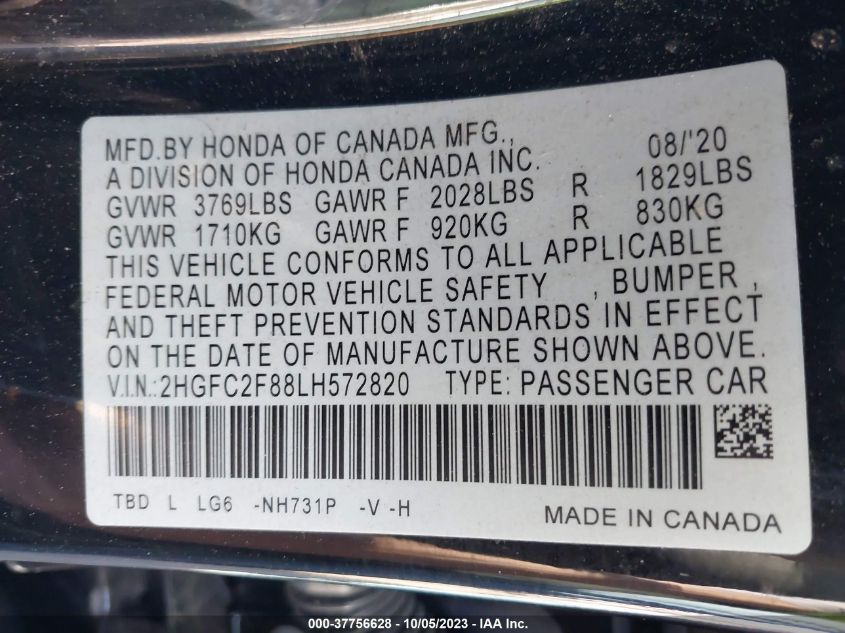 MFD.BY HONDA OF CANADA MFG., 08/'20
A DIVISION OF HONDA CANADA INC.
GVWR 3769LBS GAWR F 2028LBS R 1829LBS
GVWR 1710KG GAWR F 920KG R 830KG
THIS VEHICLE CONFORMS TO ALL APPLICABLE
FEDERAL MOTOR VEHICLE SAFETY , BUMPER ,
AND THEFT PREVENTION STANDARDS IN EFFECT
ON THE DATE OF MANUFACTURE SHOWN ABOVE.
V.I.N.: 2HGFC2F88LH572820 TYPE: PASSENGER CAR
TBD L LG6 -NH731P -V -H
MADE IN CANADA
000-37756628 - 10/05/2023 - IAA Inc.